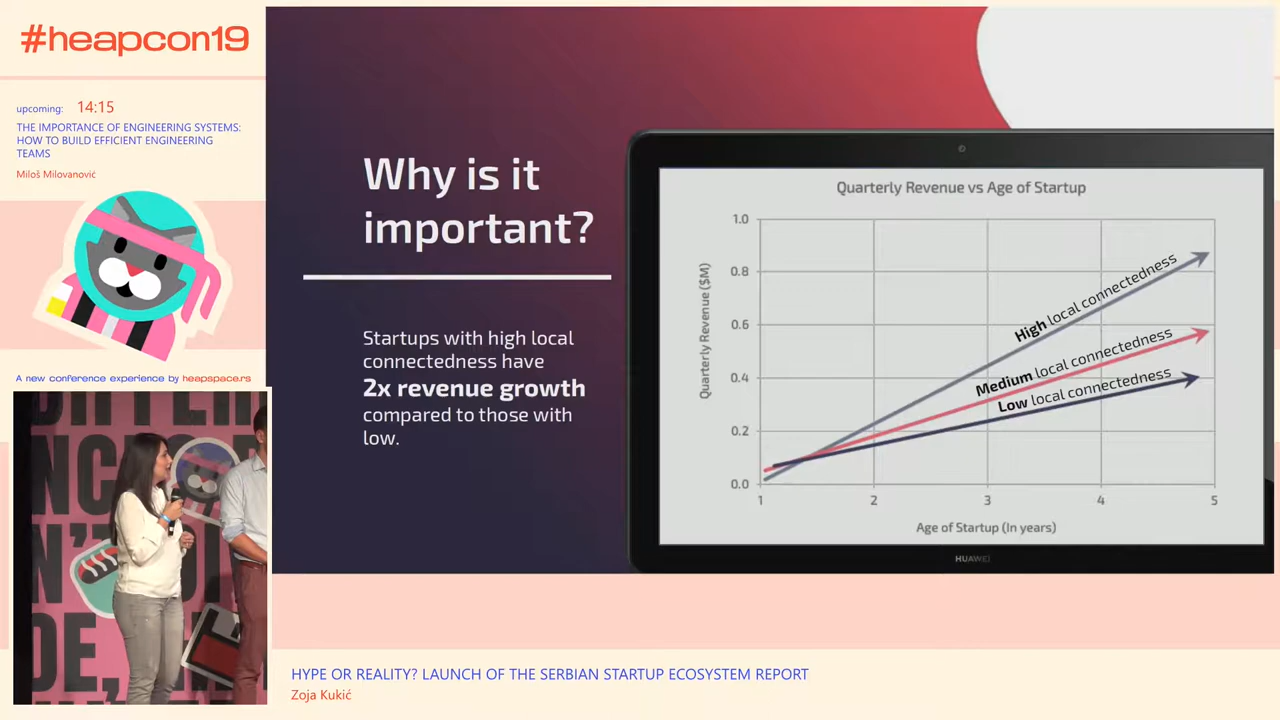 #heapcon19
upcoming: 14:15
THE IMPORTANCE OF ENGINEERING SYSTEMS:
HOW TO BUILD EFFICIENT ENGINEERING
TEAMS
Miloš Milovanović
A new conference experience by heapspace.rs
Why is it
important?
Startups with high local
connectedness have
2x revenue growth
compared to those with
low.
Quarterly Revenue vs Age of Startup
Quarterly Revenue ($M)
1.0
0.8
0.6
0.4
0.2
0.0
High local connectedness
Medium local connectedness
Low local connectedness
1 2 3 4 5
Age of Startup (In years)
HUAWEI
HYPE OR REALITY? LAUNCH OF THE SERBIAN STARTUP ECOSYSTEM REPORT
Zoja Kukić